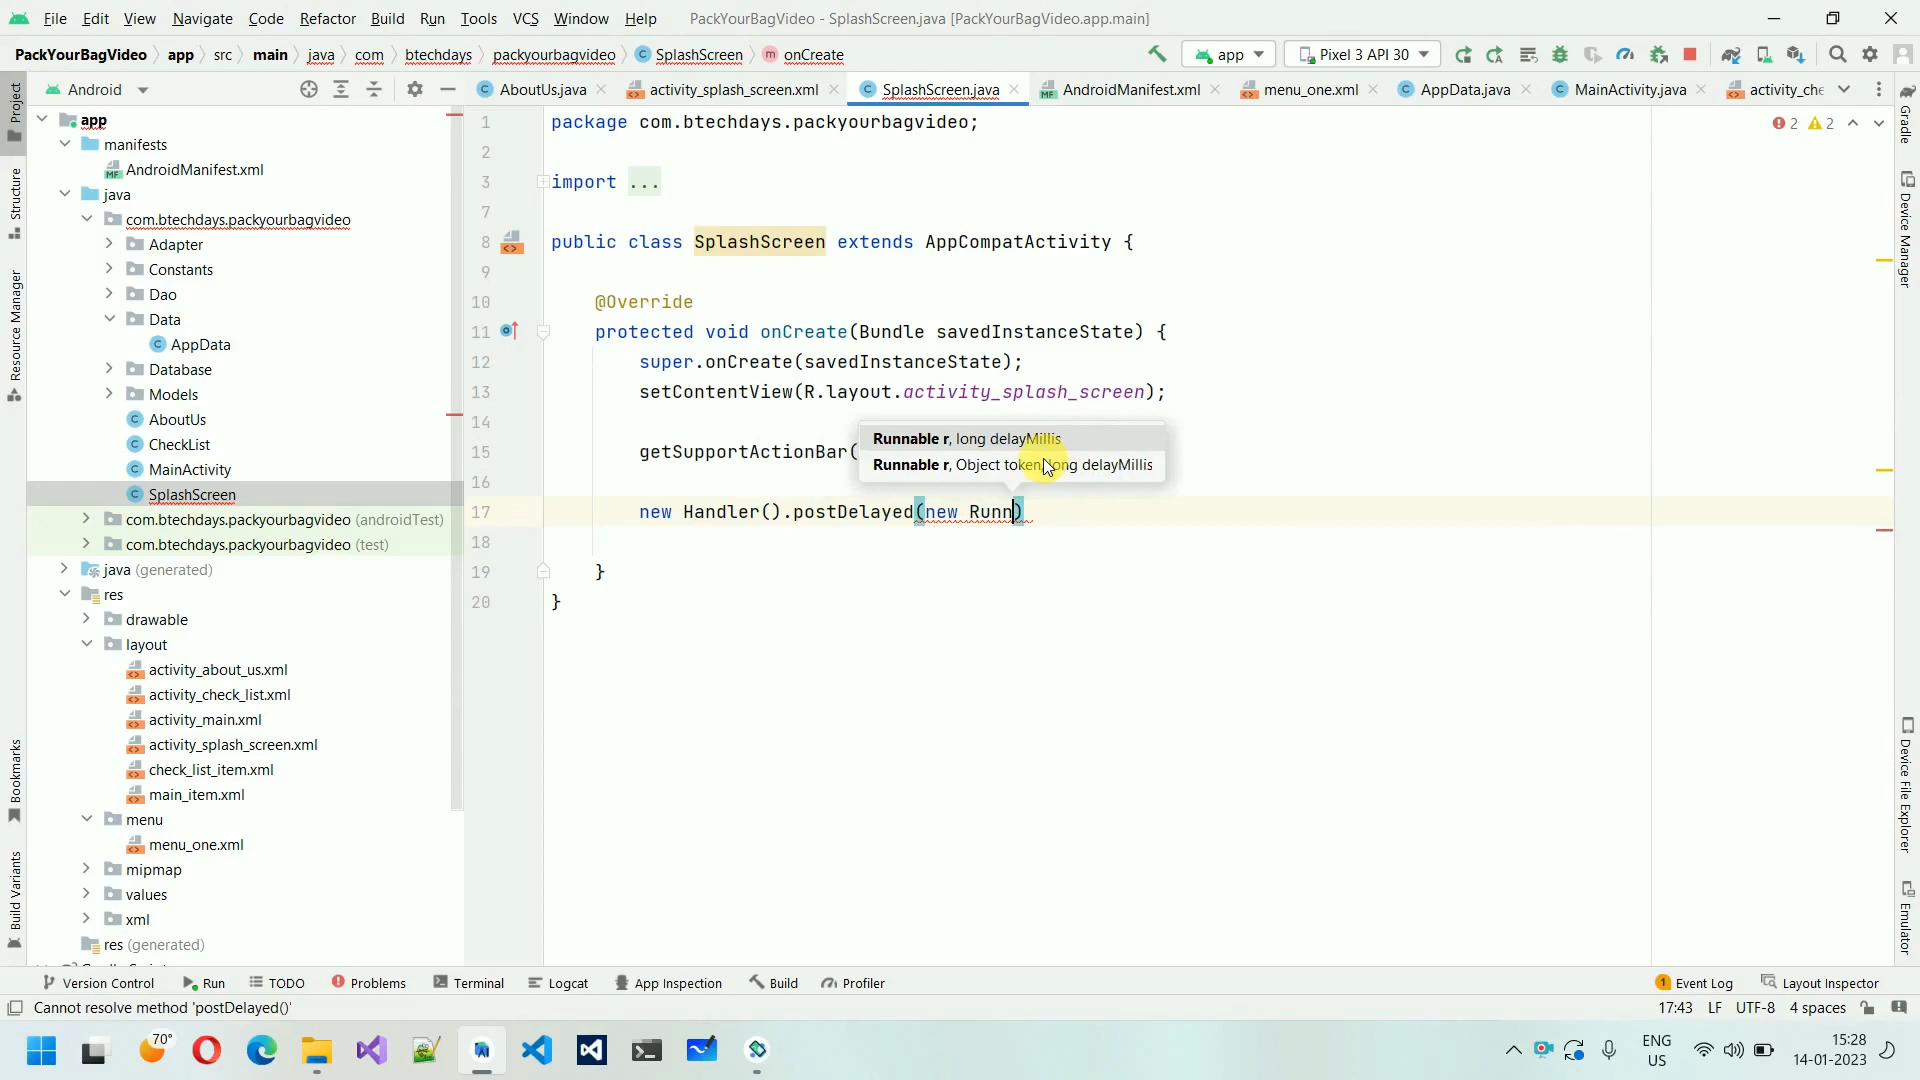 File Edit View Navigate Code Refactor Build Run Tools VCS Window Help PackYourBagVideo - SplashScreen.java [PackYourBagVideo.app.main]
PackYourBagVideo app src main java com btechdays packyourbagvideo SplashScreen onCreate app Pixel 3 API 30
Android AboutUs.java activity_splash_screen.xml SplashScreen.java AndroidManifest.xml menu_one.xml AppData.java MainActivity.java activity_che
Project
Structure
Resource Manager
Bookmarks
Build Variants
app
manifests
AndroidManifest.xml
java
com.btechdays.packyourbagvideo
Adapter
Constants
Dao
Data
AppData
Database
Models
AboutUs
CheckList
MainActivity
SplashScreen
com.btechdays.packyourbagvideo (androidTest)
com.btechdays.packyourbagvideo (test)
java (generated)
res
drawable
layout
activity_about_us.xml
activity_check_list.xml
activity_main.xml
activity_splash_screen.xml
check_list_item.xml
main_item.xml
menu
menu_one.xml
mipmap
values
xml
res (generated)
1 package com.btechdays.packyourbagvideo;
2
3 import ...
7
8 public class SplashScreen extends AppCompatActivity {
9
10 @Override
11 protected void onCreate(Bundle savedInstanceState) {
12 super.onCreate(savedInstanceState);
13 setContentView(R.layout.activity_splash_screen);
14
Runnable r, long delayMillis
15 getSupportActionBar(
Runnable r, Object token, long delayMillis
16
17 new Handler().postDelayed(new Runn)
18
19 }
20 }
2 2
Gradle
Device Manager
Device File Explorer
Emulator
Version Control Run TODO Problems Terminal Logcat App Inspection Build Profiler 1 Event Log Layout Inspector
Cannot resolve method 'postDelayed()' 17:43 LF UTF-8 4 spaces
70° ENG
US
15:28
14-01-2023